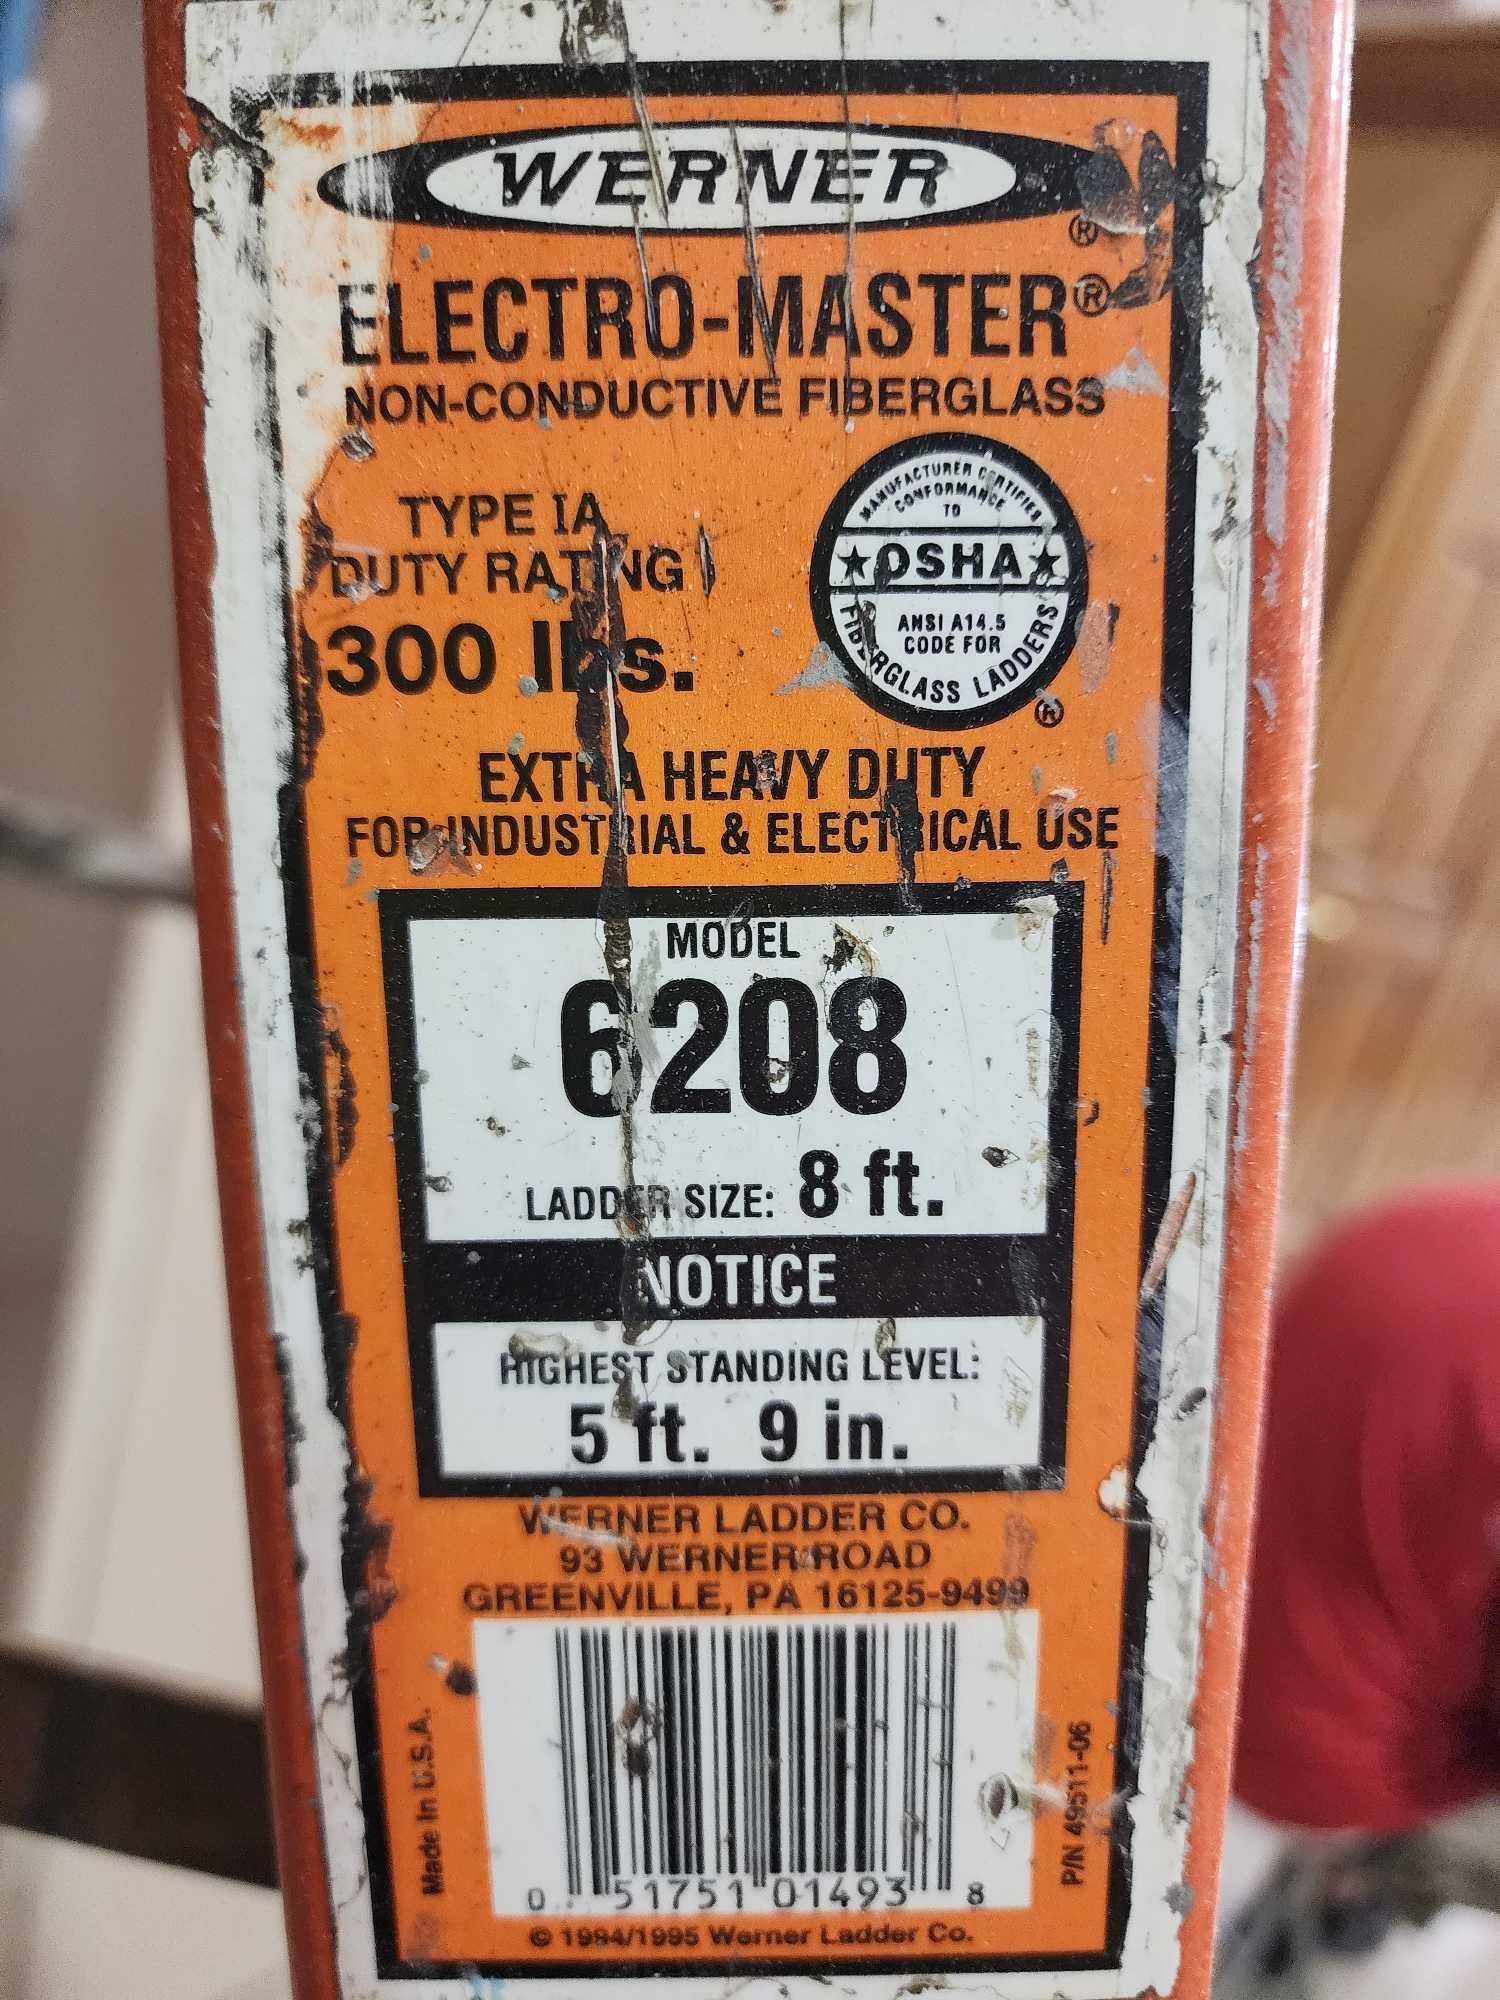 WERNER
®
ELECTRO-MASTER®
NON-CONDUCTIVE FIBERGLASS
TYPE IA
DUTY RATING
300 lbs.
MANUFACTURER CERTIFIES
CONFORMANCE
TO
★OSHA★
ANSI A14.5
CODE FOR
FIBERGLASS LADDERS
®
EXTRA HEAVY DUTY
FOR INDUSTRIAL & ELECTRICAL USE
MODEL
6208
LADDER SIZE: 8 ft.
NOTICE
HIGHEST STANDING LEVEL:
5 ft. 9 in.
WERNER LADDER CO.
93 WERNER ROAD
GREENVILLE, PA 16125-9499
Made In U.S.A.
P/N 49511-06
0 51751 01493 8
© 1994/1995 Werner Ladder Co.